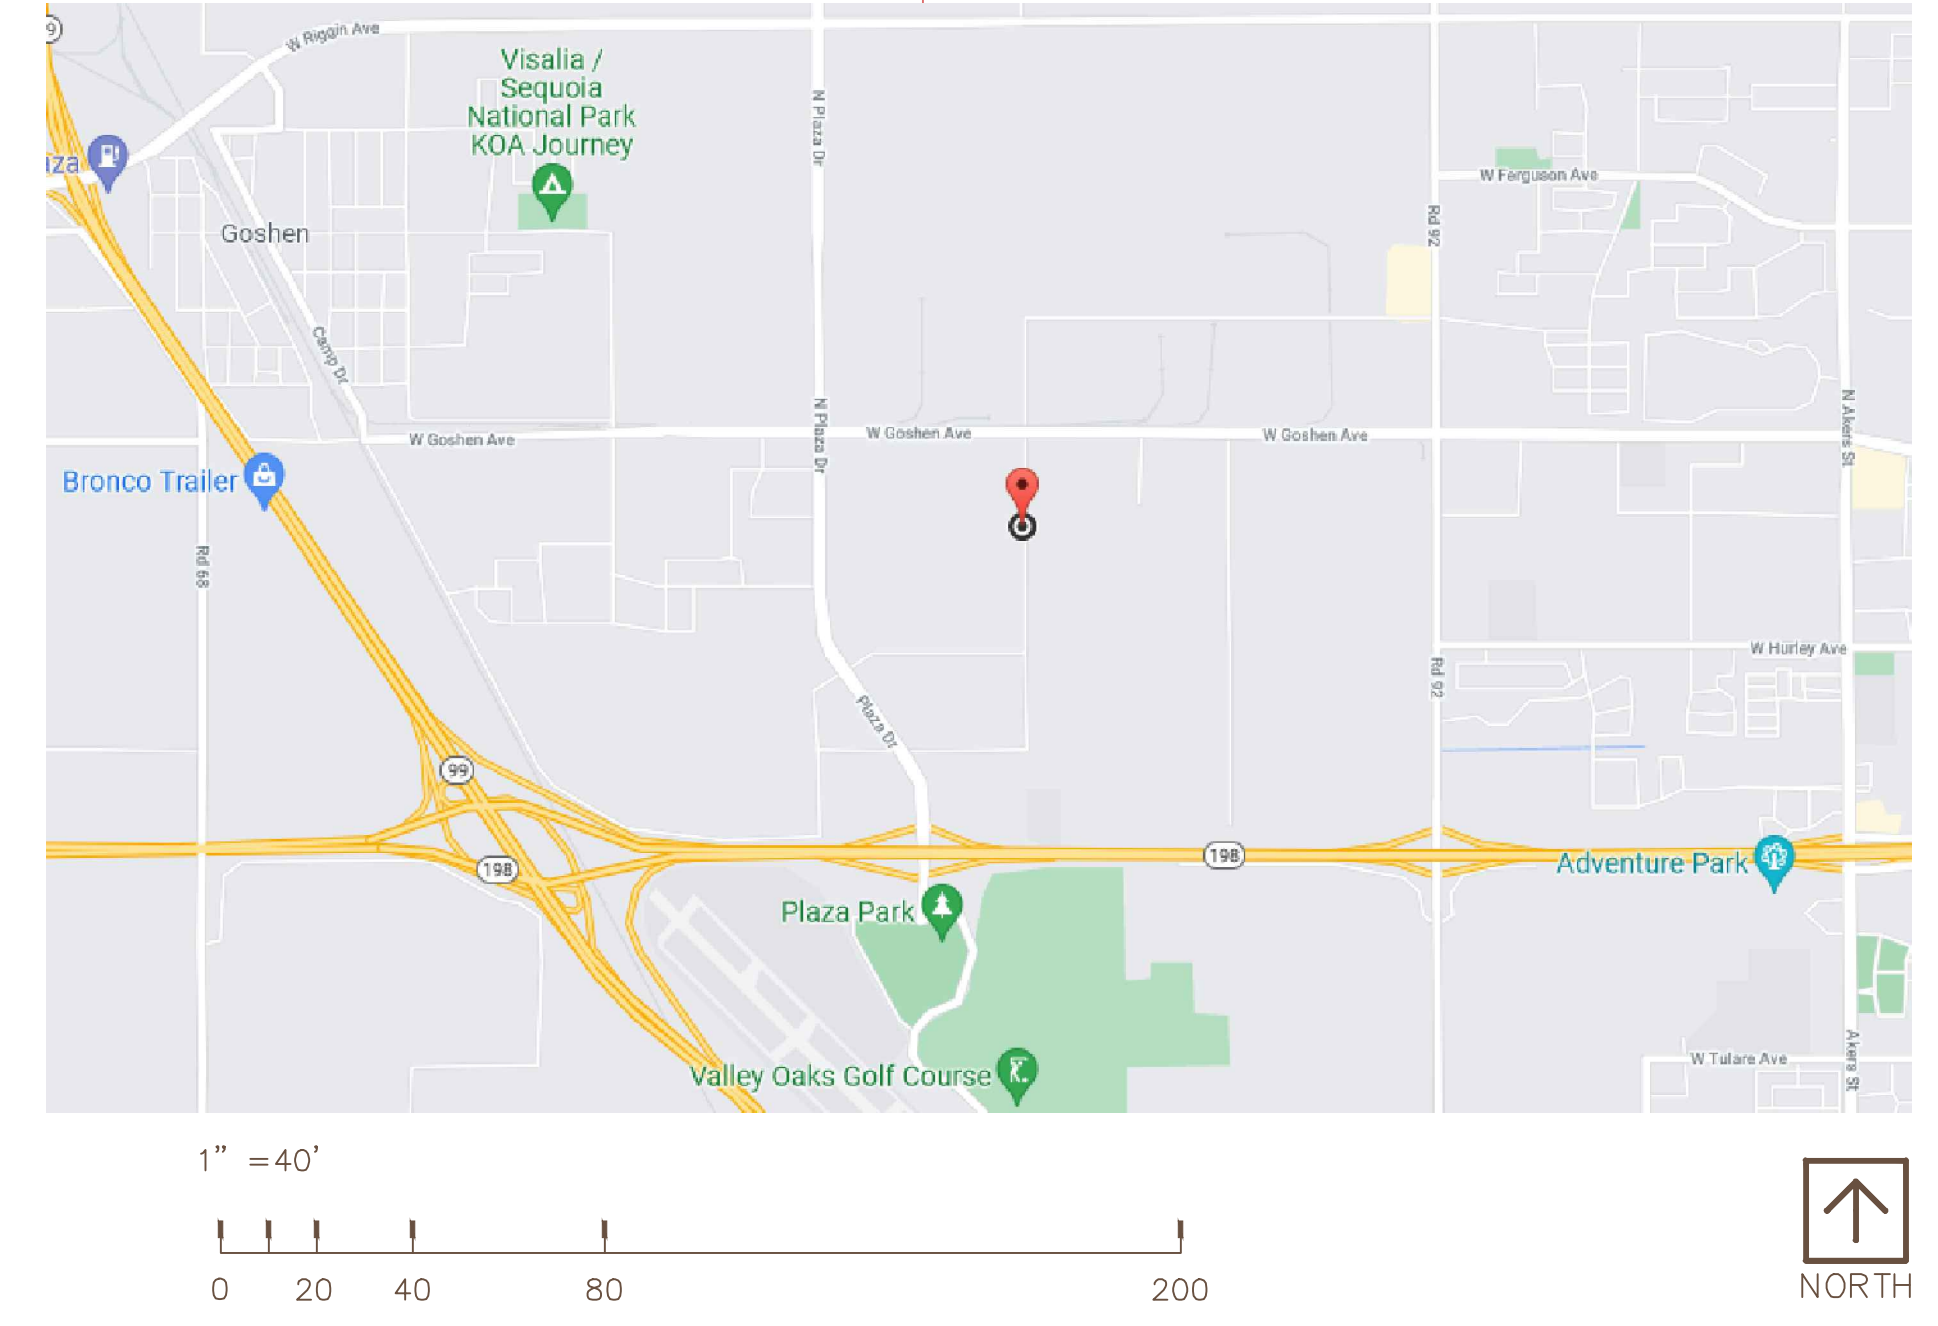 9
W Riggin Ave
Visalia /
Sequoia
National Park
KOA Journey
N Plaza Dr
W Ferguson Ave
Rd 92
aza
Goshen
Camp Dr
N Plaza Dr
N Akers St
W Goshen Ave
W Goshen Ave
W Goshen Ave
Bronco Trailer
Rd 68
W Hurley Ave
Rd 92
Plaza Dr
99
198
198
Adventure Park
Plaza Park
Valley Oaks Golf Course
W Tulare Ave
Akers St
1" =40'
0 20 40 80 200
NORTH